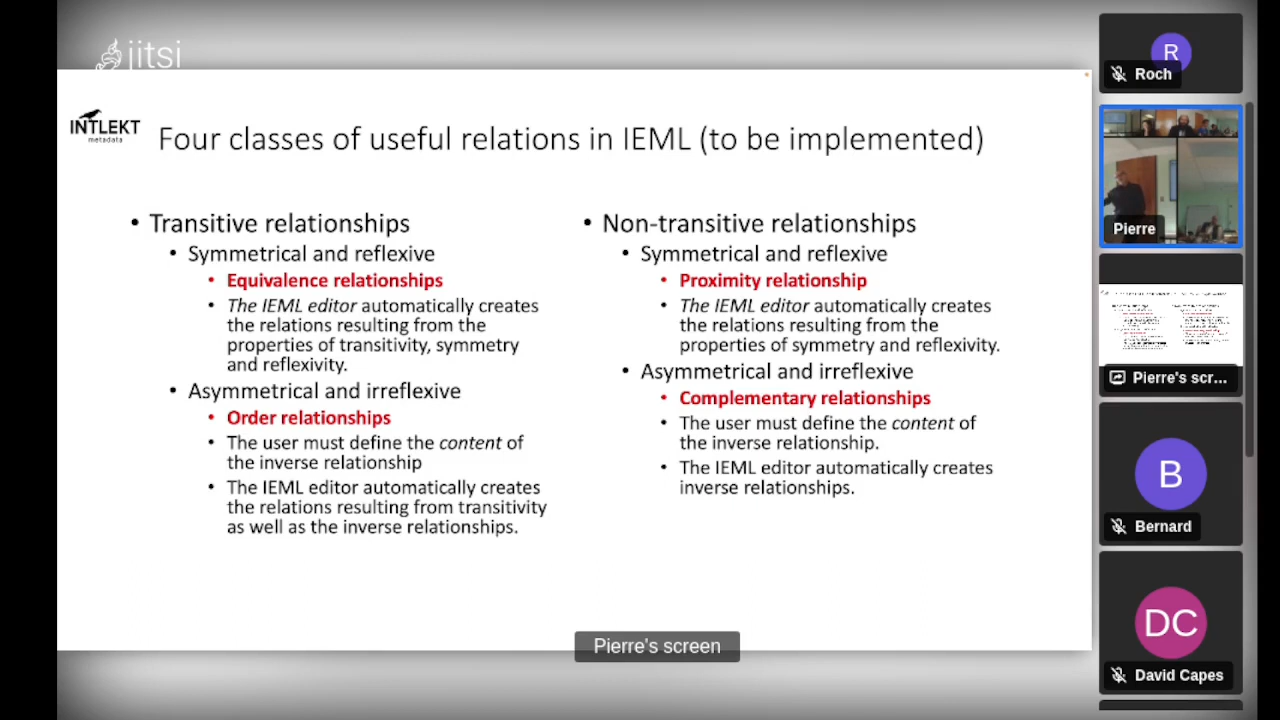 jitsi
INTLEKT
metadata
Four classes of useful relations in IEML (to be implemented)
• Transitive relationships
• Symmetrical and reflexive
• Equivalence relationships
• The IEML editor automatically creates
the relations resulting from the
properties of transitivity, symmetry
and reflexivity.
• Asymmetrical and irreflexive
• Order relationships
• The user must define the content of
the inverse relationship
• The IEML editor automatically creates
the relations resulting from transitivity
as well as the inverse relationships.
• Non-transitive relationships
• Symmetrical and reflexive
• Proximity relationship
• The IEML editor automatically creates
the relations resulting from the
properties of symmetry and reflexivity.
• Asymmetrical and irreflexive
• Complementary relationships
• The user must define the content of
the inverse relationship.
• The IEML editor automatically creates
inverse relationships.
Pierre's screen
R
Roch
Pierre
Pierre's scr...
B
Bernard
DC
David Capes